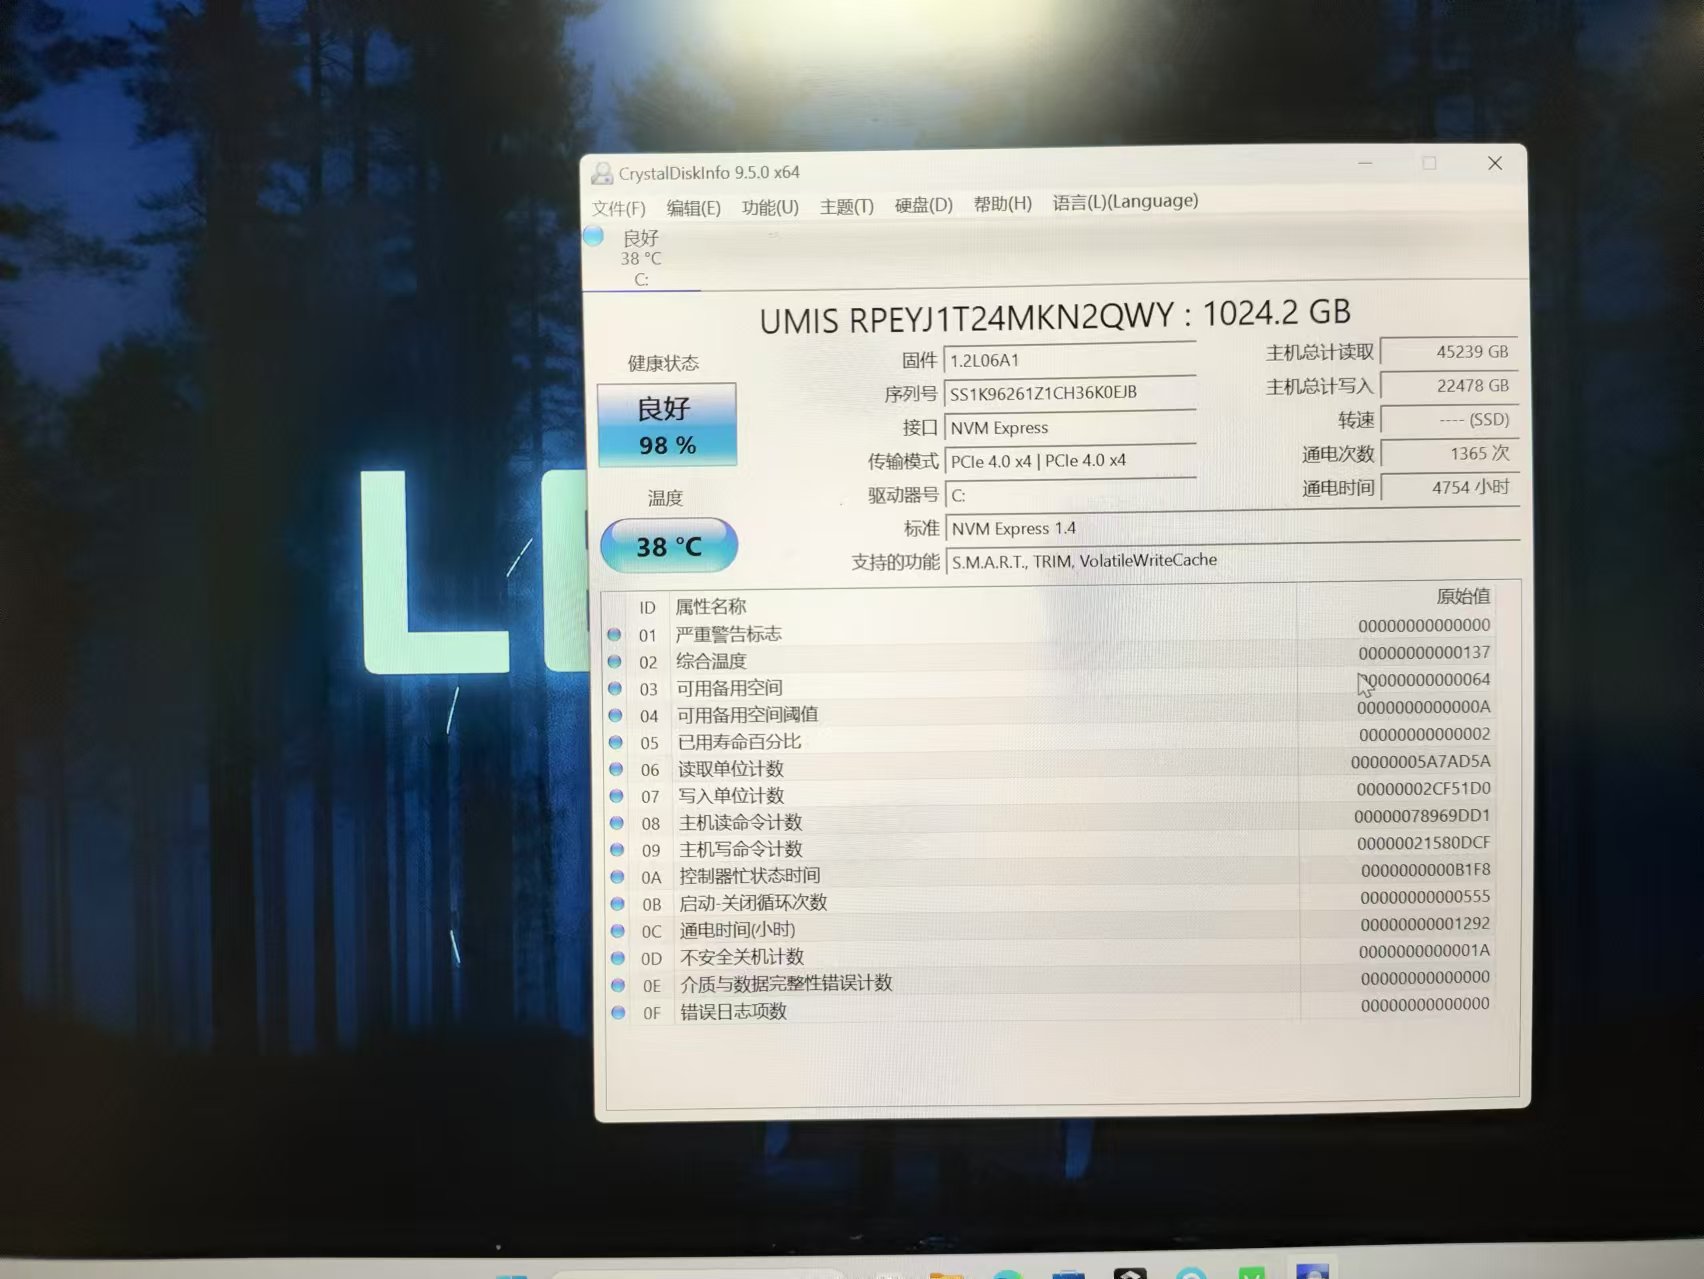 CrystalDiskInfo 9.5.0 x64
文件(F) 编辑(E) 功能(U) 主题(T) 硬盘(D) 帮助(H) 语言(L)(Language)
良好
38 °C
C:
UMIS RPEYJ1T24MKN2QWY : 1024.2 GB
健康状态
良好
98 %
温度
38 °C
固件 1.2L06A1
序列号 SS1K96261Z1CH36K0EJB
接口 NVM Express
传输模式 PCIe 4.0 x4 | PCIe 4.0 x4
驱动器号 C:
标准 NVM Express 1.4
支持的功能 S.M.A.R.T., TRIM, VolatileWriteCache
主机总计读取 45239 GB
主机总计写入 22478 GB
转速 ---- (SSD)
通电次数 1365 次
通电时间 4754 小时
ID 属性名称 原始值
01 严重警告标志 00000000000000
02 综合温度 00000000000137
03 可用备用空间 00000000000064
04 可用备用空间阈值 0000000000000A
05 已用寿命百分比 00000000000002
06 读取单位计数 00000005A7AD5A
07 写入单位计数 00000002CF51D0
08 主机读命令计数 00000078969DD1
09 主机写命令计数 00000021580DCF
0A 控制器忙状态时间 0000000000B1F8
0B 启动-关闭循环次数 00000000000555
0C 通电时间(小时) 00000000001292
0D 不安全关机计数 0000000000001A
0E 介质与数据完整性错误计数 00000000000000
0F 错误日志项数 00000000000000
L